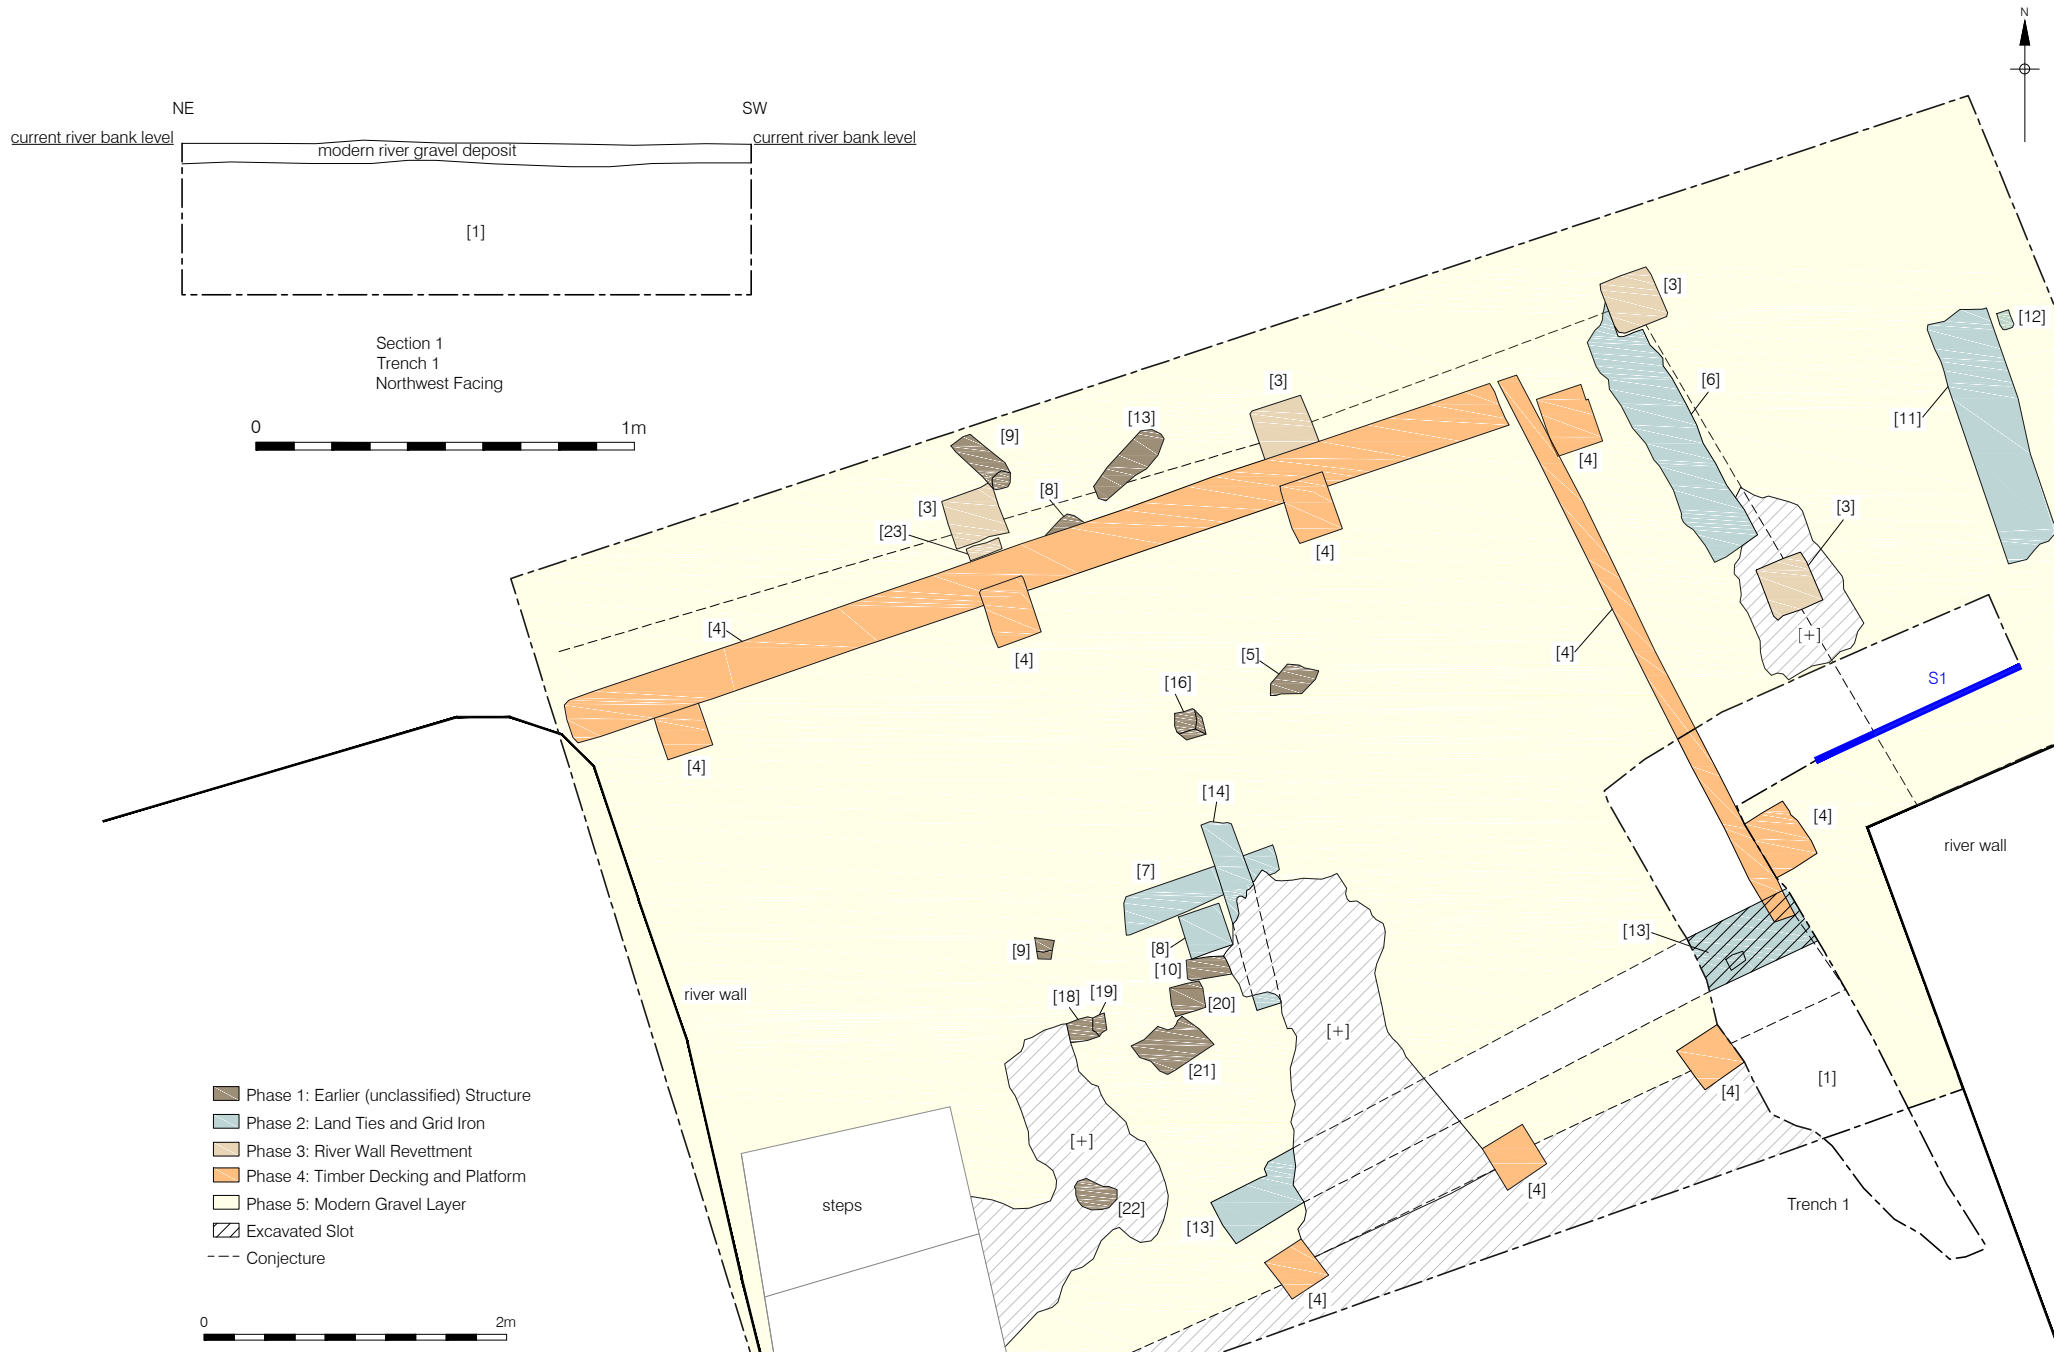 N
NE
SW
current river bank level
current river bank level
modern river gravel deposit
[1]
Section 1
Trench 1
Northwest Facing
0
1m
[3]
[12]
[6]
[3]
[11]
[13]
[9]
[4]
[8]
[3]
[3]
[23]
[4]
[4]
[+]
[4]
[5]
[4]
[4]
[16]
S1
[4]
[14]
[4]
river wall
[7]
[13]
[8]
[9]
[10]
river wall
[18]
[19]
[20]
[+]
[21]
[1]
[4]
Phase 1: Earlier (unclassified) Structure
Phase 2: Land Ties and Grid Iron
Phase 3: River Wall Revettment
Phase 4: Timber Decking and Platform
Phase 5: Modern Gravel Layer
Excavated Slot
Conjecture
[+]
[4]
steps
[22]
Trench 1
[13]
[4]
0
2m